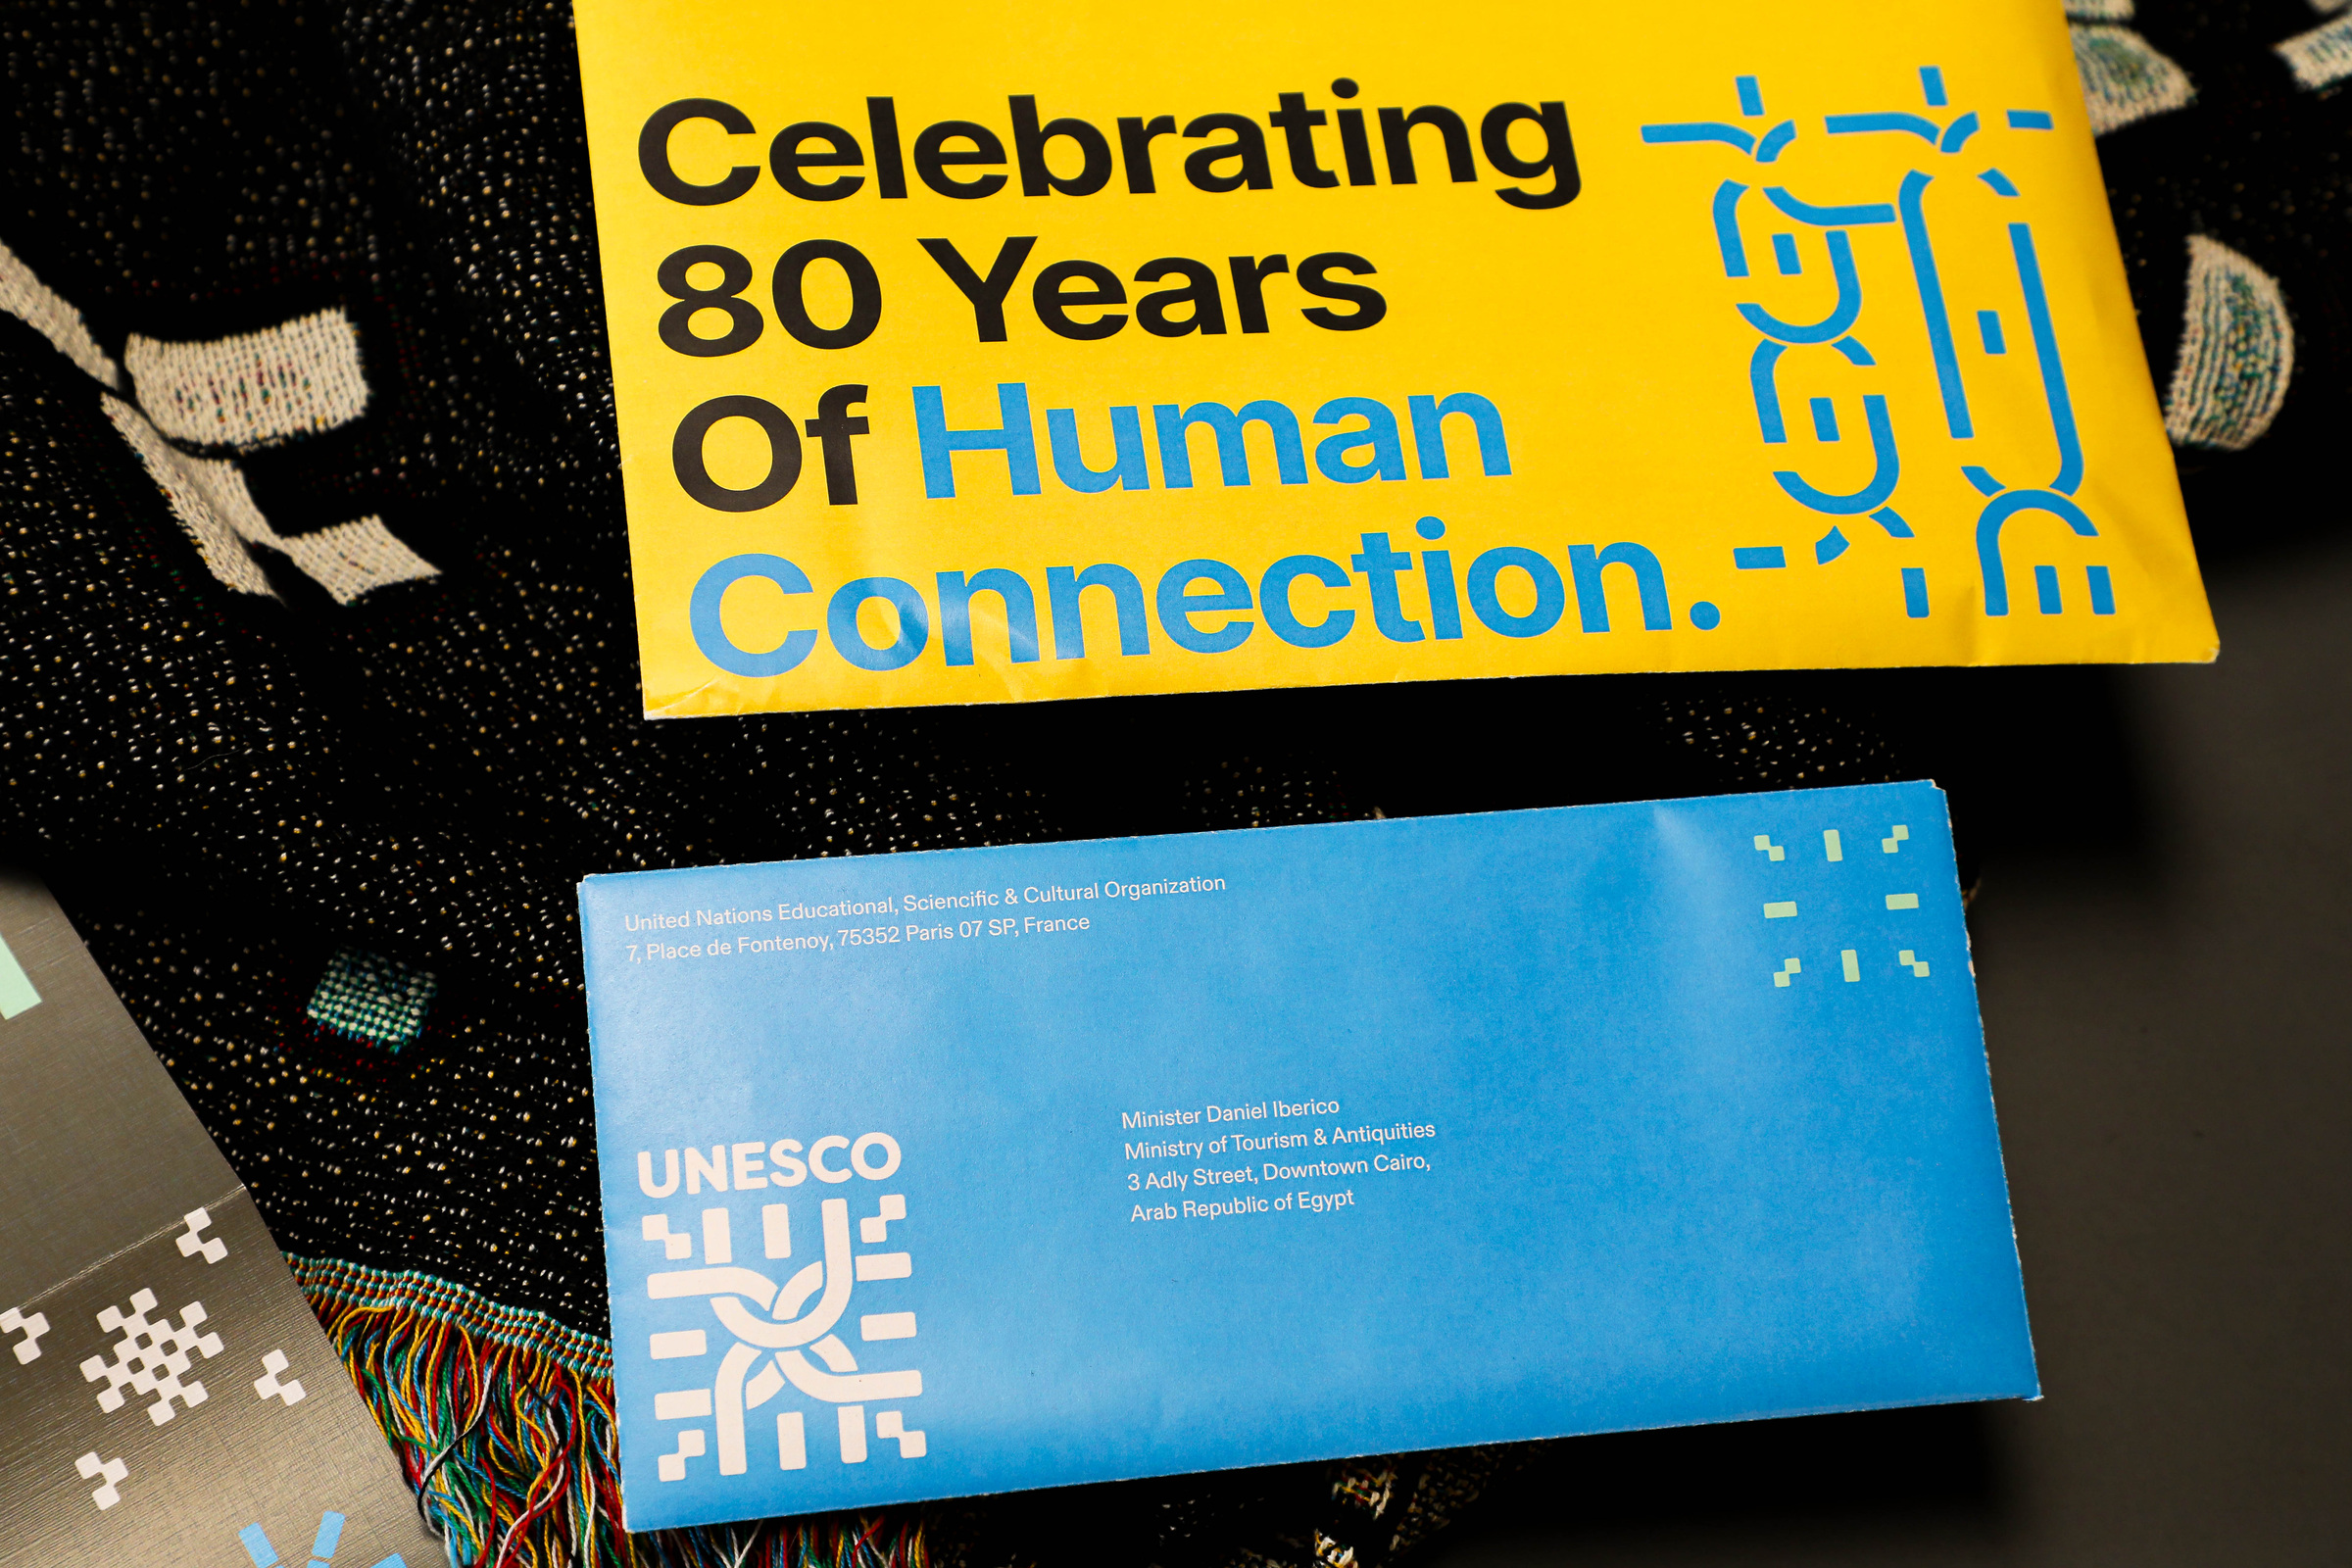 Celebrating
80 Years
Of Human
Connection.
United Nations Educational, Sciencific & Cultural Organization
7, Place de Fontenoy, 75352 Paris 07 SP, France
Minister Daniel Iberico
Ministry of Tourism & Antiquities
3 Adly Street, Downtown Cairo,
Arab Republic of Egypt
UNESCO